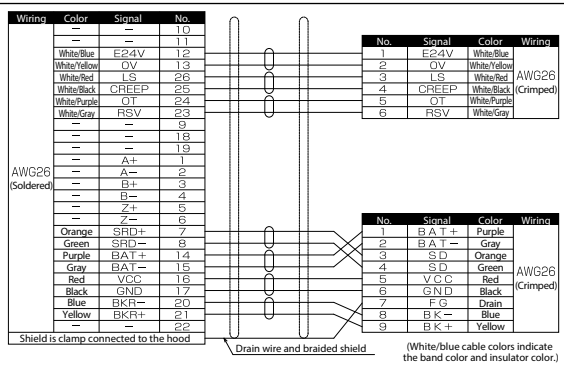 Wiring Color Signal No.
— — 10
— — 11
White/Blue E24V 12
White/Yellow 0V 13
White/Red LS 26
White/Black CREEP 25
White/Purple OT 24
White/Gray RSV 23
— — 9
— — 18
— — 19
— A+ 1
AWG26 — A− 2
(Soldered) — B+ 3
— B− 4
— Z+ 5
— Z− 6
Orange SRD+ 7
Green SRD− 8
Purple BAT+ 14
Gray BAT− 15
Red VCC 16
Black GND 17
Blue BKR− 20
Yellow BKR+ 21
— — 22
Shield is clamp connected to the hood
No. Signal Color Wiring
1 E24V White/Blue
2 0V White/Yellow
3 LS White/Red AWG26
4 CREEP White/Black (Crimped)
5 OT White/Purple
6 RSV White/Gray
No. Signal Color Wiring
1 BAT+ Purple
2 BAT− Gray
3 SD Orange
4 SD Green AWG26
5 VCC Red (Crimped)
6 GND Black
7 FG Drain
8 BK− Blue
9 BK+ Yellow
Drain wire and braided shield
(White/blue cable colors indicate
the band color and insulator color.)